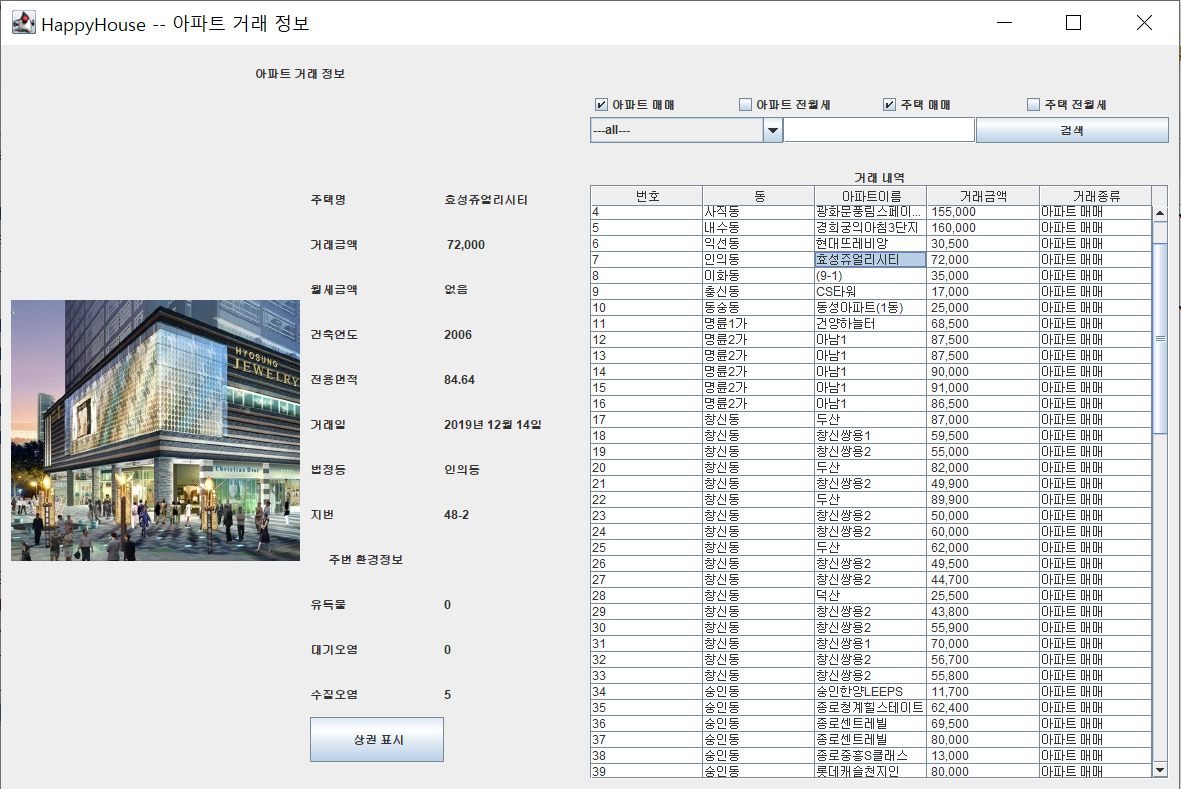 HappyHouse -- 아파트 거래 정보
아파트 거래 정보
아파트 매매 아파트 전월세 주택 매매 주택 전월세
---all--- 검색
거래 내역
주택명 효성쥬얼리시티
거래금액 72,000
월세금액 없음
건축연도 2006
전용면적 84.64
거래일 2019년 12월 14일
법정동 인의동
지번 48-2
주변 환경정보
유독물 0
대기오염 0
수질오염 5
상권 표시
HYOSUNG
JEWELRY
Christian Dior
번호 동 아파트이름 거래금액 거래종류
4 사직동 광화문풍림스페이... 155,000 아파트 매매
5 내수동 경희궁의아침3단지 160,000 아파트 매매
6 익선동 현대뜨레비앙 30,500 아파트 매매
7 인의동 효성쥬얼리시티 72,000 아파트 매매
8 이화동 (9-1) 35,000 아파트 매매
9 충신동 CS타워 17,000 아파트 매매
10 동숭동 동성아파트(1동) 25,000 아파트 매매
11 명륜1가 건양하늘터 68,500 아파트 매매
12 명륜2가 아남1 87,500 아파트 매매
13 명륜2가 아남1 87,500 아파트 매매
14 명륜2가 아남1 90,000 아파트 매매
15 명륜2가 아남1 91,000 아파트 매매
16 명륜2가 아남1 86,500 아파트 매매
17 창신동 두산 87,000 아파트 매매
18 창신동 창신쌍용1 59,500 아파트 매매
19 창신동 창신쌍용2 55,000 아파트 매매
20 창신동 두산 82,000 아파트 매매
21 창신동 창신쌍용2 49,900 아파트 매매
22 창신동 두산 89,900 아파트 매매
23 창신동 창신쌍용2 50,000 아파트 매매
24 창신동 창신쌍용2 60,000 아파트 매매
25 창신동 두산 62,000 아파트 매매
26 창신동 창신쌍용2 49,500 아파트 매매
27 창신동 창신쌍용2 44,700 아파트 매매
28 창신동 덕산 25,500 아파트 매매
29 창신동 창신쌍용2 43,800 아파트 매매
30 창신동 창신쌍용2 55,900 아파트 매매
31 창신동 창신쌍용1 70,000 아파트 매매
32 창신동 창신쌍용2 56,700 아파트 매매
33 창신동 창신쌍용2 55,800 아파트 매매
34 숭인동 숭인한양LEEPS 11,700 아파트 매매
35 숭인동 종로청계힐스테이트 62,400 아파트 매매
36 숭인동 종로센트레빌 69,500 아파트 매매
37 숭인동 종로센트레빌 80,000 아파트 매매
38 숭인동 종로중흥S클래스 13,000 아파트 매매
39 숭인동 롯데캐슬천지인 80,000 아파트 매매